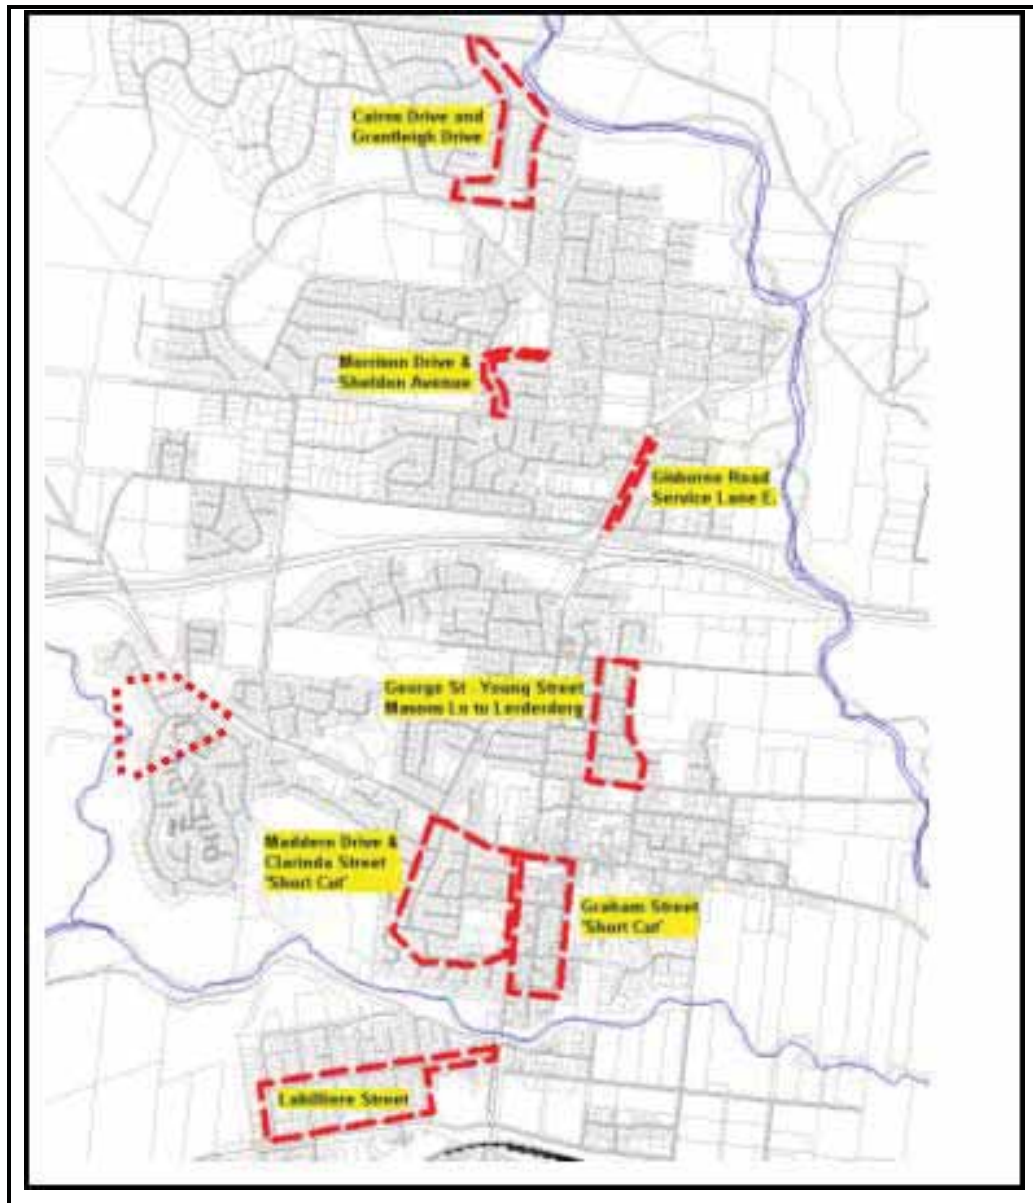 Cairns Drive and
Grantleigh Drive
Morrison Drive &
Sheldon Avenue
Gisborne Road
Service Lane E.
George St - Young Street
Masons Ln to Lerderderg
Maddern Drive &
Clarinda Street
'Short Cut'
Graham Street
'Short Cut'
Labilliere Street